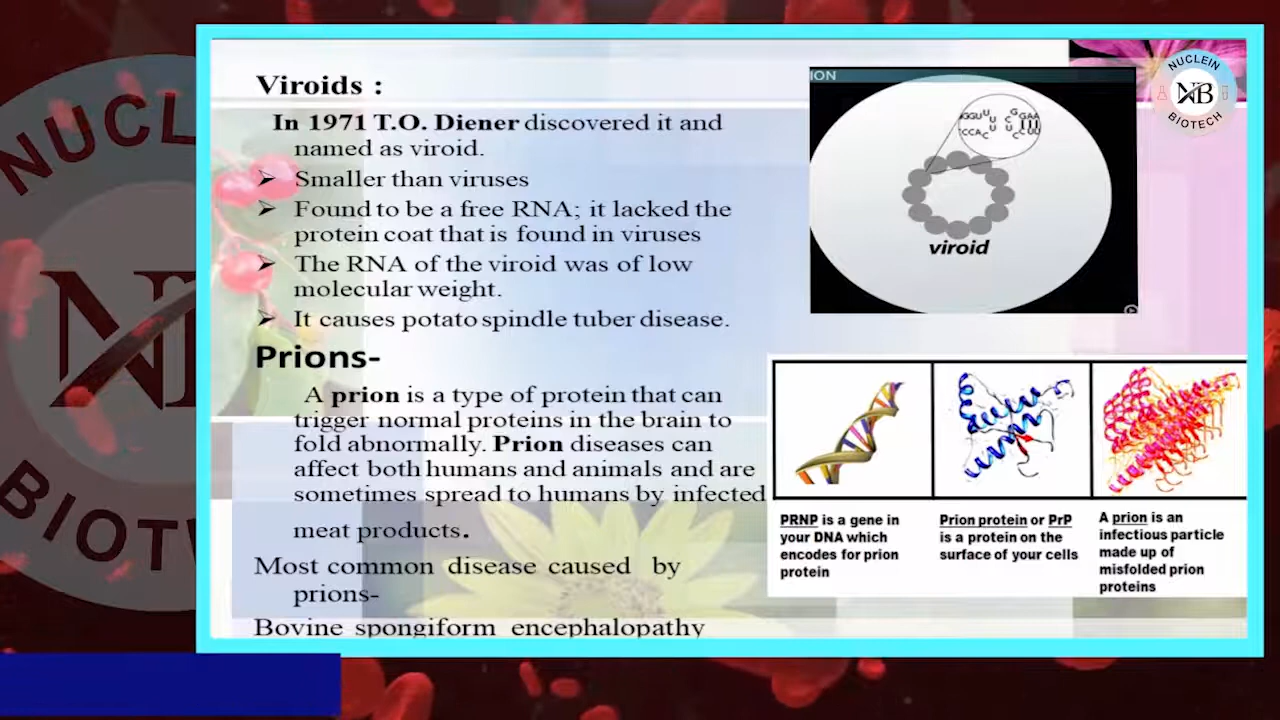 Viroids :
In 1971 T.O. Diener discovered it and
named as viroid.
➢ Smaller than viruses
➢ Found to be a free RNA; it lacked the
protein coat that is found in viruses
➢ The RNA of the viroid was of low
molecular weight.
➢ It causes potato spindle tuber disease.
Prions-
A prion is a type of protein that can
trigger normal proteins in the brain to
fold abnormally. Prion diseases can
affect both humans and animals and are
sometimes spread to humans by infected
meat products.
Most common disease caused by
prions-
Bovine spongiform encephalopathy
ION
viroid
PRNP is a gene in
your DNA which
encodes for prion
protein
Prion protein or PrP
is a protein on the
surface of your cells
A prion is an
infectious particle
made up of
misfolded prion
proteins
NUCLEIN
NB
BIOTECH
NUCL
N
BIOTE